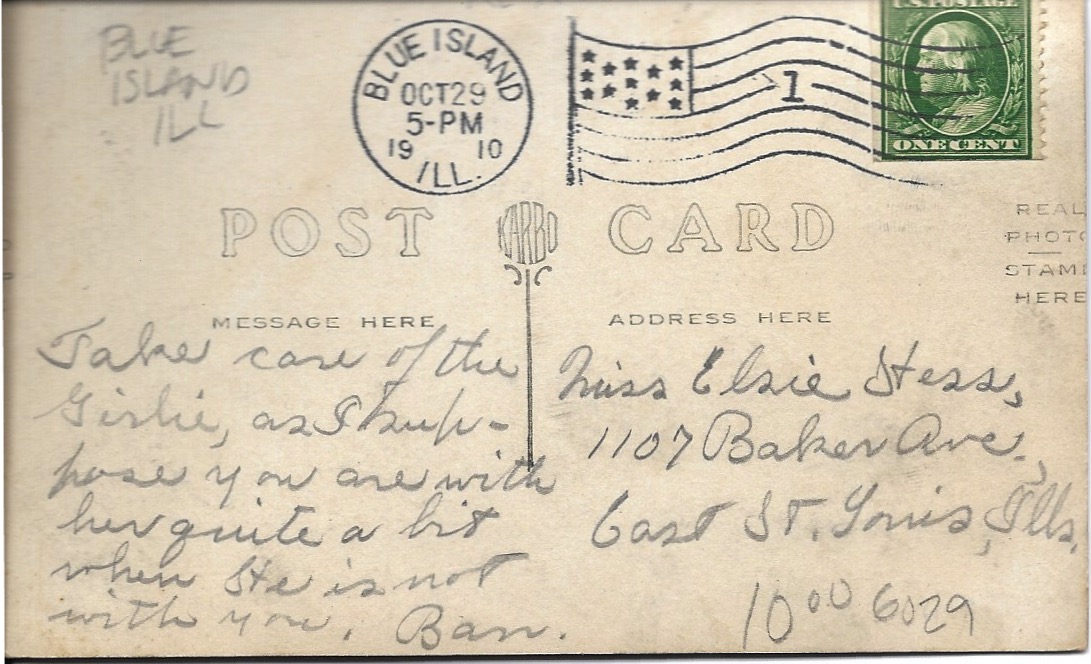 BLUE
ISLAND
ILL
BLUE ISLAND
OCT 29
5-PM
19 10
ILL.
1
U.S. POSTAGE
ONE CENT
POST KARBO CARD
REAL
PHOTO
STAMP
HERE
MESSAGE HERE
ADDRESS HERE
Take care of the
Girlie, as I sup-
pose you are with
her quite a bit
when He is not
with you. Ban.
Miss Elsie Hess,
1107 Baker Ave.,
East St. Louis, Ills.
10 00 6029